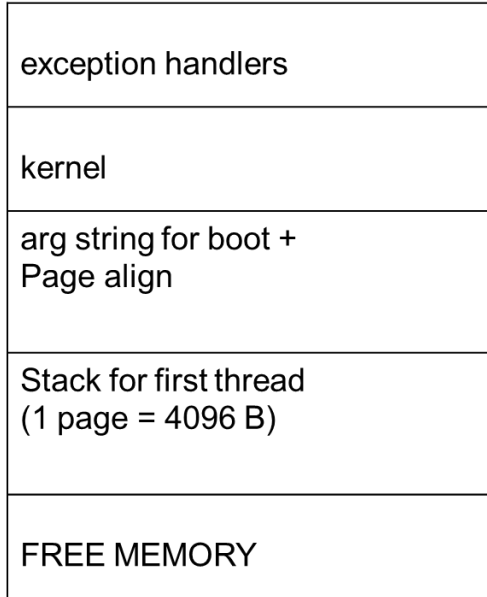 exception handlers
kernel
arg string for boot +
Page align
Stack for first thread
(1 page = 4096 B)
FREE MEMORY